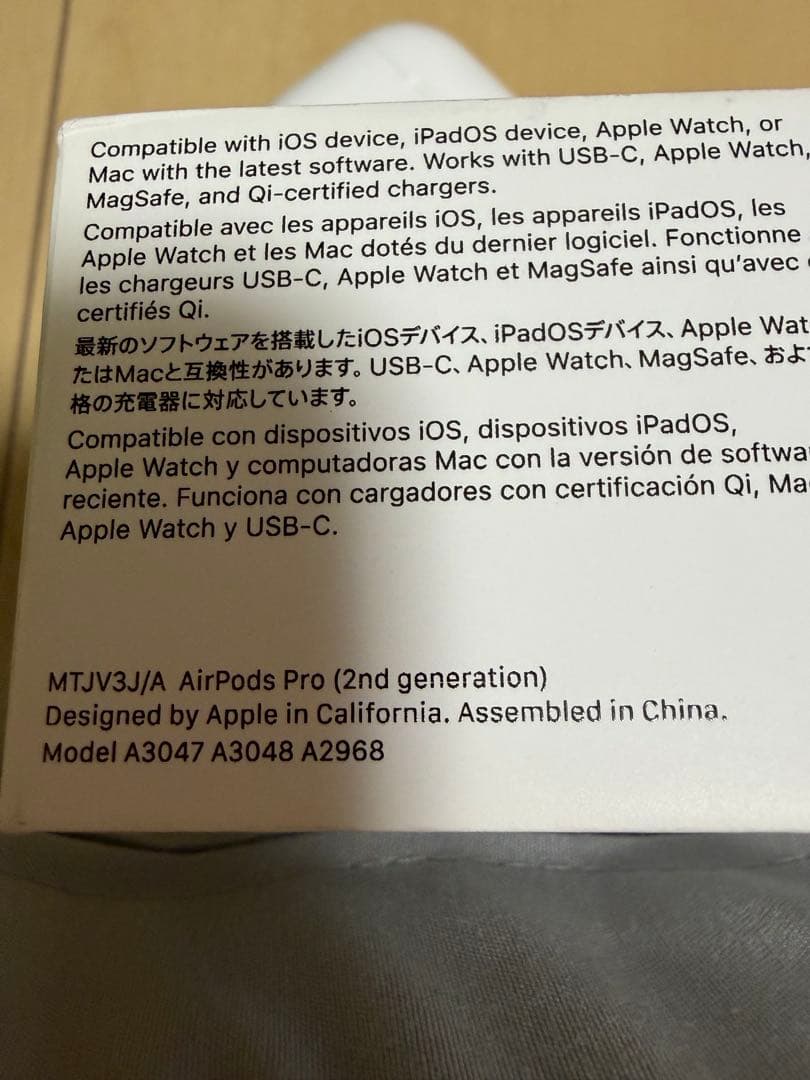 Compatible with iOS device, iPadOS device, Apple Watch, or
Mac with the latest software. Works with USB-C, Apple Watch,
MagSafe, and Qi-certified chargers.
Compatible avec les appareils iOS, les appareils iPadOS, les
Apple Watch et les Mac dotés du dernier logiciel. Fonctionne
les chargeurs USB-C, Apple Watch et MagSafe ainsi qu'avec
certifiés Qi.
最新のソフトウェアを搭載したiOSデバイス、iPadOSデバイス、Apple Wat
たはMacと互換性があります。USB-C、Apple Watch、MagSafe、およ
格の充電器に対応しています。
Compatible con dispositivos iOS, dispositivos iPadOS,
Apple Watch y computadoras Mac con la versión de softwa
reciente. Funciona con cargadores con certificación Qi, Ma
Apple Watch y USB-C.
MTJV3J/A AirPods Pro (2nd generation)
Designed by Apple in California. Assembled in China.
Model A3047 A3048 A2968